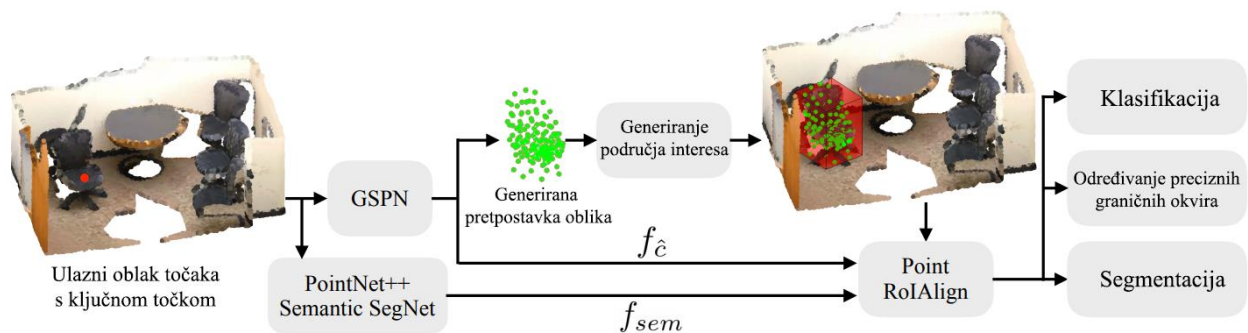 Ulazni oblak točaka
s ključnom točkom
GSPN
PointNet++
Semantic SegNet
Generirana
pretpostavka oblika
Generiranje
područja interesa
f_ĉ
f_sem
Point
RoIAlign
Klasifikacija
Određivanje preciznih
graničnih okvira
Segmentacija